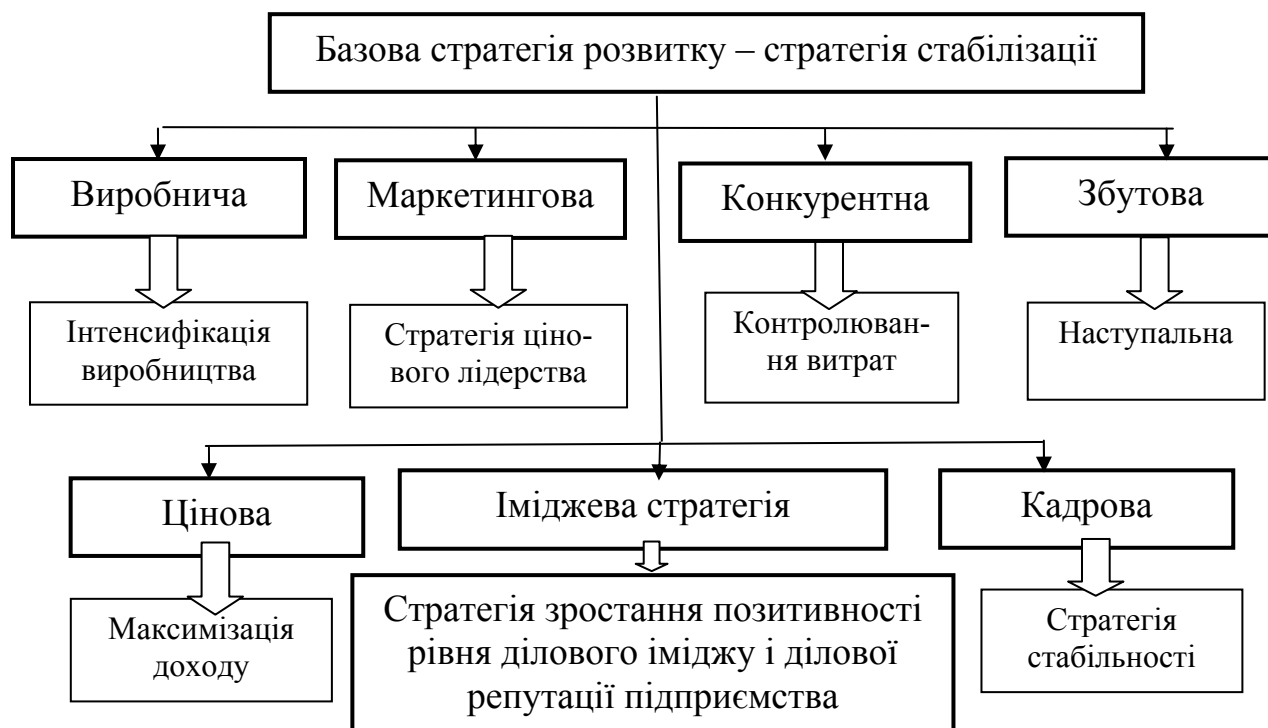 Базова стратегія розвитку – стратегія стабілізації
Виробнича
Маркетингова
Конкурентна
Збутова
Інтенсифікація
виробництва
Стратегія ціно-
вого лідерства
Контролюван-
ня витрат
Наступальна
Цінова
Іміджева стратегія
Кадрова
Максимізація
доходу
Стратегія зростання позитивності
рівня ділового іміджу і ділової
репутації підприємства
Стратегія
стабільності